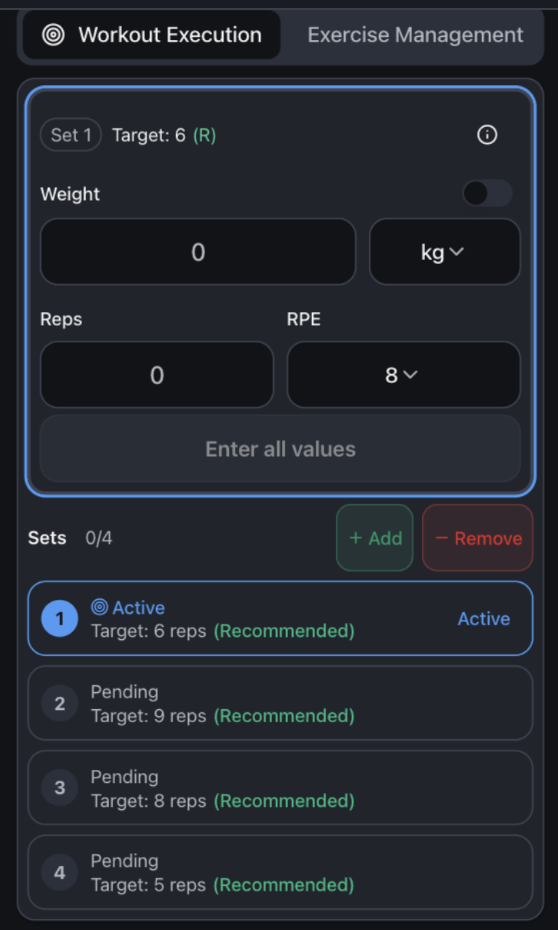 Workout Execution Exercise Management
Set 1 Target: 6 (R)
Weight
0 kg
Reps RPE
0 8
Enter all values
Sets 0/4 + Add − Remove
1 Active Active
Target: 6 reps (Recommended)
2 Pending
Target: 9 reps (Recommended)
3 Pending
Target: 8 reps (Recommended)
4 Pending
Target: 5 reps (Recommended)